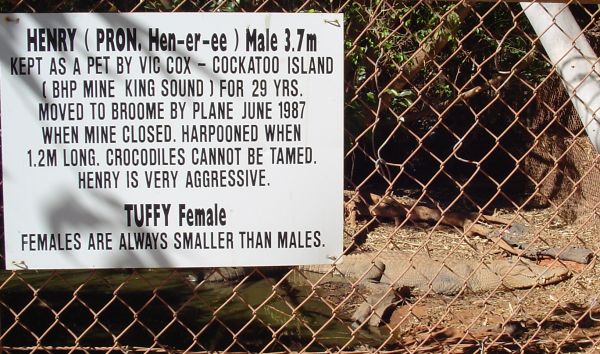 HENRY ( PRON. Hen-er-ee ) Male 3.7m
KEPT AS A PET BY VIC COX - COCKATOO ISLAND
( BHP MINE KING SOUND ) FOR 29 YRS.
MOVED TO BROOME BY PLANE JUNE 1987
WHEN MINE CLOSED. HARPOONED WHEN
1.2M LONG. CROCODILES CANNOT BE TAMED.
HENRY IS VERY AGGRESSIVE.
TUFFY Female
FEMALES ARE ALWAYS SMALLER THAN MALES.